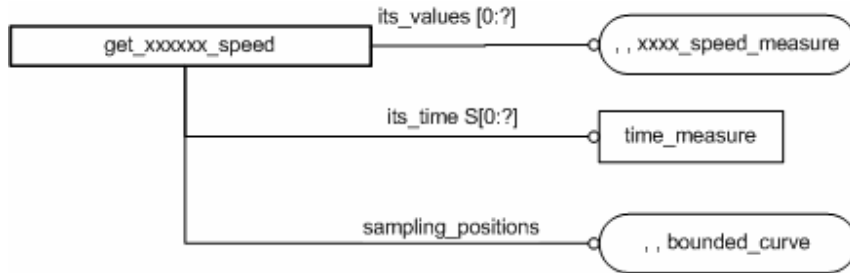 its_values [0:?]
get_xxxxxx_speed
, , xxxx_speed_measure
its_time S[0:?]
time_measure
sampling_positions
, , bounded_curve